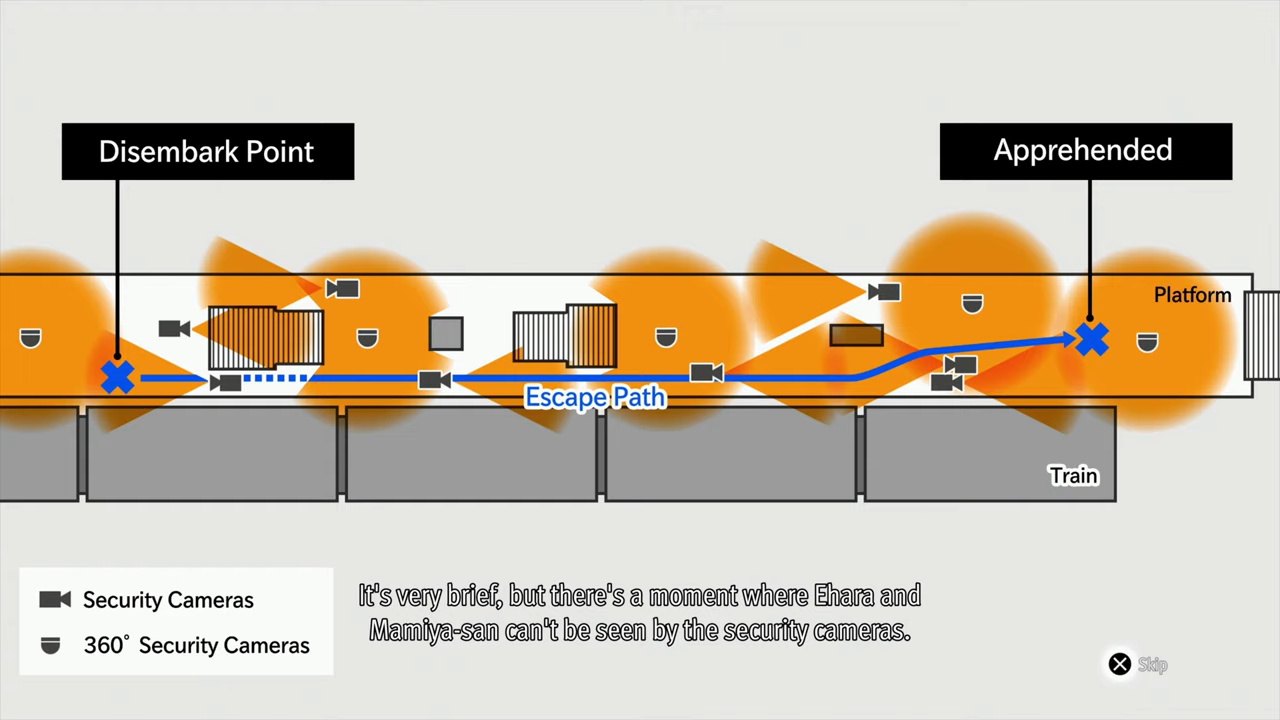 Disembark Point
Apprehended
Platform
Escape Path
Train
Security Cameras
360° Security Cameras
It's very brief, but there's a moment where Ehara and
Mamiya-san can't be seen by the security cameras.
Skip